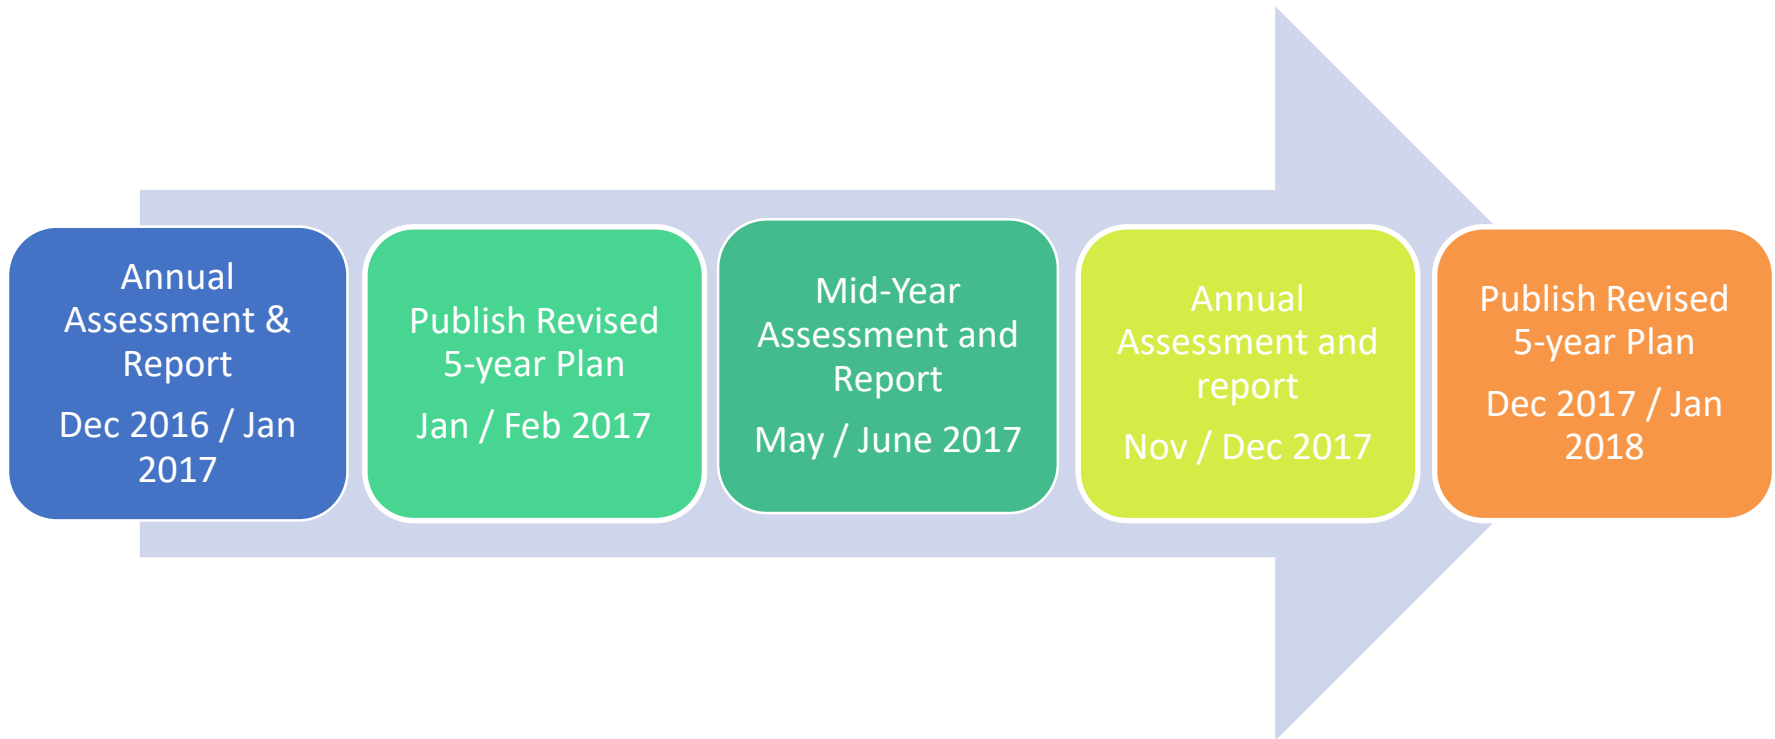 Annual
Assessment &
Report
Dec 2016 / Jan
2017
Publish Revised
5-year Plan
Jan / Feb 2017
Mid-Year
Assessment and
Report
May / June 2017
Annual
Assessment and
report
Nov / Dec 2017
Publish Revised
5-year Plan
Dec 2017 / Jan
2018